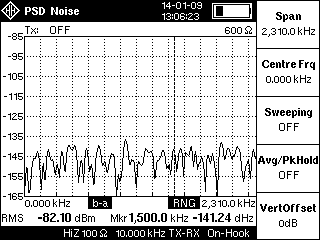 PSD Noise 14-01-09 13:06:23
Tx: OFF 600 Ω
-85
-95
-105
-115
-125
-135
-145
-155
-165
0.000 kHz b-a RNG 2,310.0 kHz
RMS -82.10 dBm Mkr 1,500.0 kHz -141.24 dHz
HiZ 100 Ω 10.000 kHz TX-RX On-Hook
Span
2,310.0 kHz
Centre Frq
0.000 kHz
Sweeping
OFF
Avg/PkHold
OFF
VertOffset
0dB